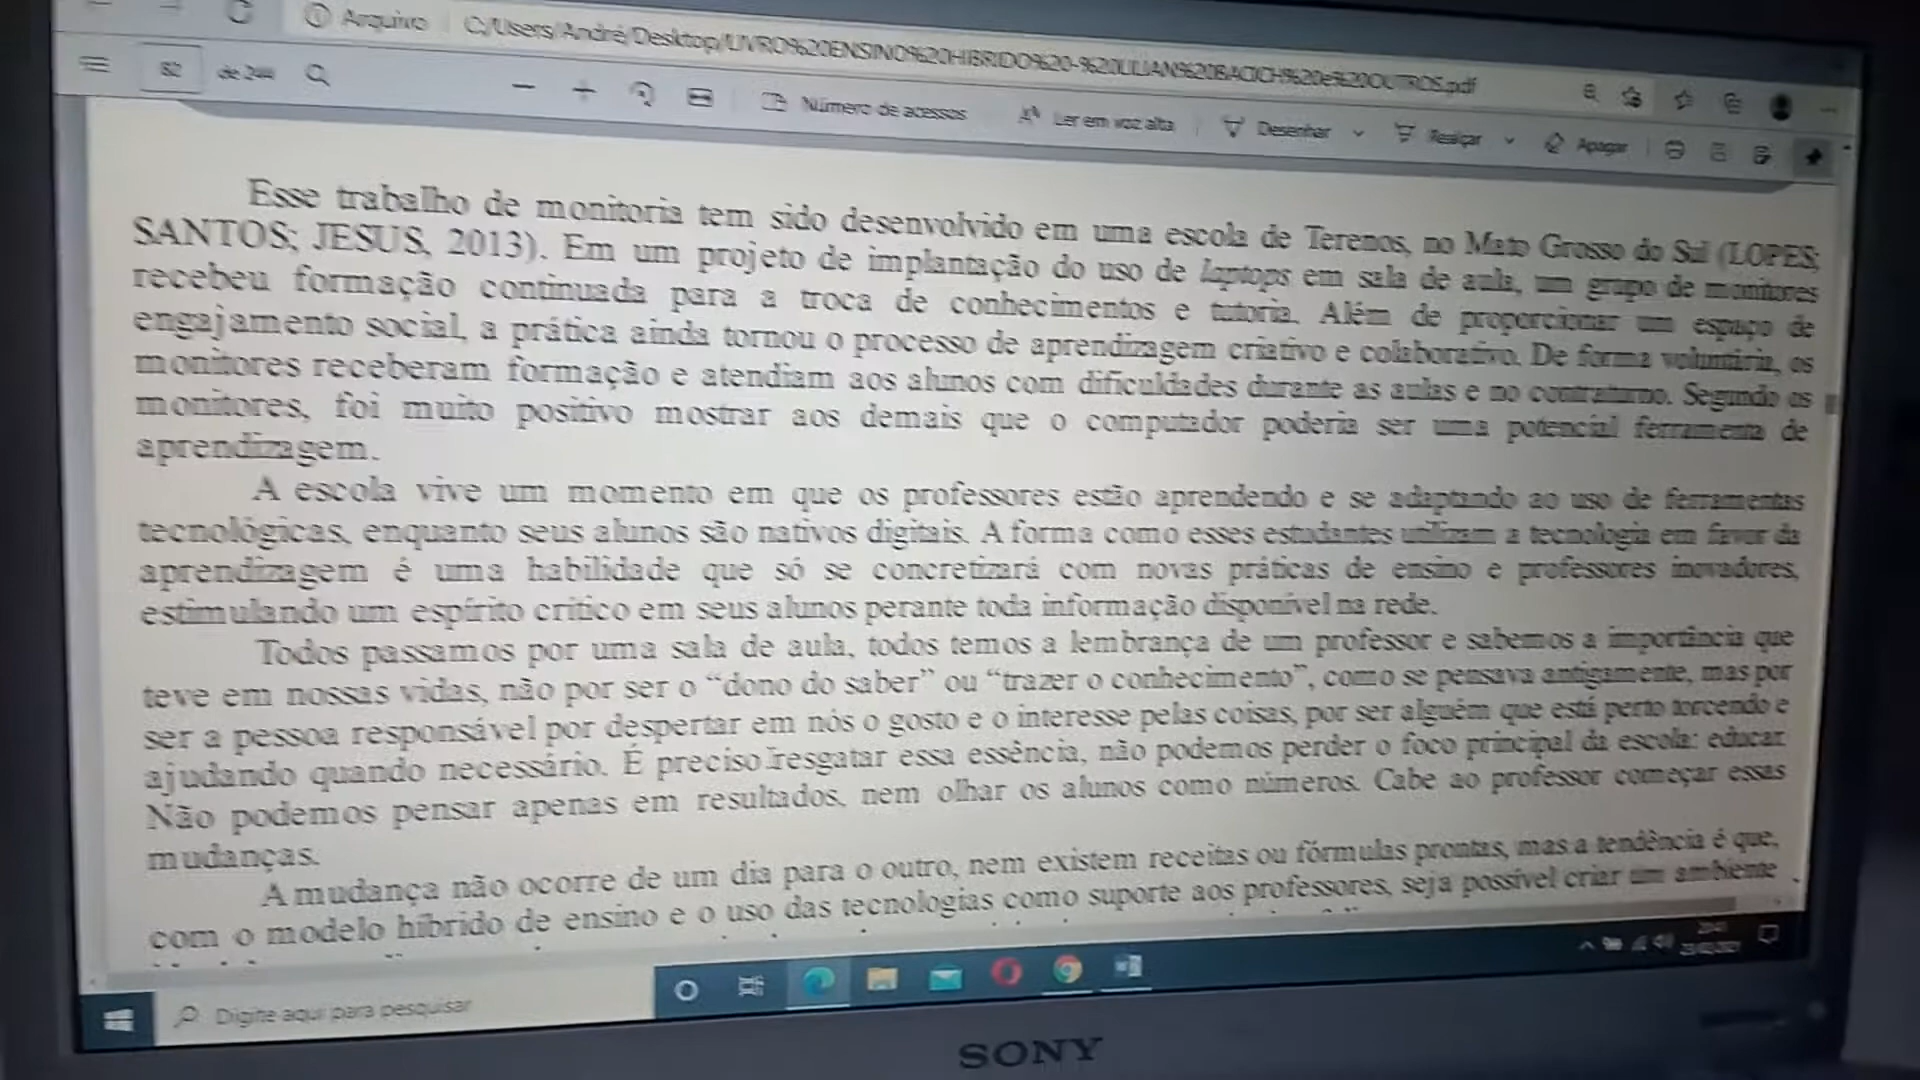 Arquivo C:/Users/André/Desktop/LIVRO%20ENSINO%20HIBRIDO%20-%20LILIAN%20BACICH%20e%20OUTROS.pdf
82 de 244 Número de acessos Ler em voz alta Desenhar Realçar Apagar
Esse trabalho de monitoria tem sido desenvolvido em uma escola de Terenos, no Mato Grosso do Sul (LOPES;
SANTOS; JESUS, 2013). Em um projeto de implantação do uso de laptops em sala de aula, um grupo de monitores
recebeu formação continuada para a troca de conhecimentos e tutoria. Além de proporcionar um espaço de
engajamento social, a prática ainda tornou o processo de aprendizagem criativo e colaborativo. De forma voluntária, os
monitores receberam formação e atendiam aos alunos com dificuldades durante as aulas e no contraturno. Segundo os
monitores, foi muito positivo mostrar aos demais que o computador poderia ser uma potencial ferramenta de
aprendizagem.
A escola vive um momento em que os professores estão aprendendo e se adaptando ao uso de ferramentas
tecnológicas, enquanto seus alunos são nativos digitais. A forma como esses estudantes utilizam a tecnologia em favor da
aprendizagem é uma habilidade que só se concretizará com novas práticas de ensino e professores inovadores,
estimulando um espírito crítico em seus alunos perante toda informação disponível na rede.
Todos passamos por uma sala de aula, todos temos a lembrança de um professor e sabemos a importância que
teve em nossas vidas, não por ser o “dono do saber” ou “trazer o conhecimento”, como se pensava antigamente, mas por
ser a pessoa responsável por despertar em nós o gosto e o interesse pelas coisas, por ser alguém que está perto torcendo e
ajudando quando necessário. É preciso resgatar essa essência, não podemos perder o foco principal da escola: educar.
Não podemos pensar apenas em resultados, nem olhar os alunos como números. Cabe ao professor começar essas
mudanças.
A mudança não ocorre de um dia para o outro, nem existem receitas ou fórmulas prontas, mas a tendência é que,
com o modelo híbrido de ensino e o uso das tecnologias como suporte aos professores, seja possível criar um ambiente
Digite aqui para pesquisar
SONY